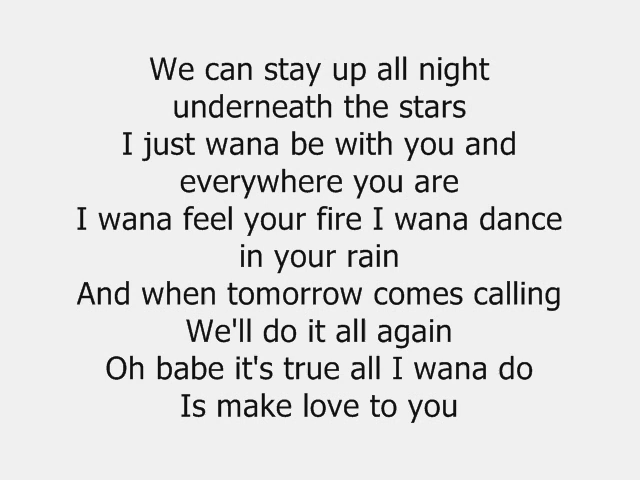 We can stay up all night
underneath the stars
I just wana be with you and
everywhere you are
I wana feel your fire I wana dance
in your rain
And when tomorrow comes calling
We'll do it all again
Oh babe it's true all I wana do
Is make love to you